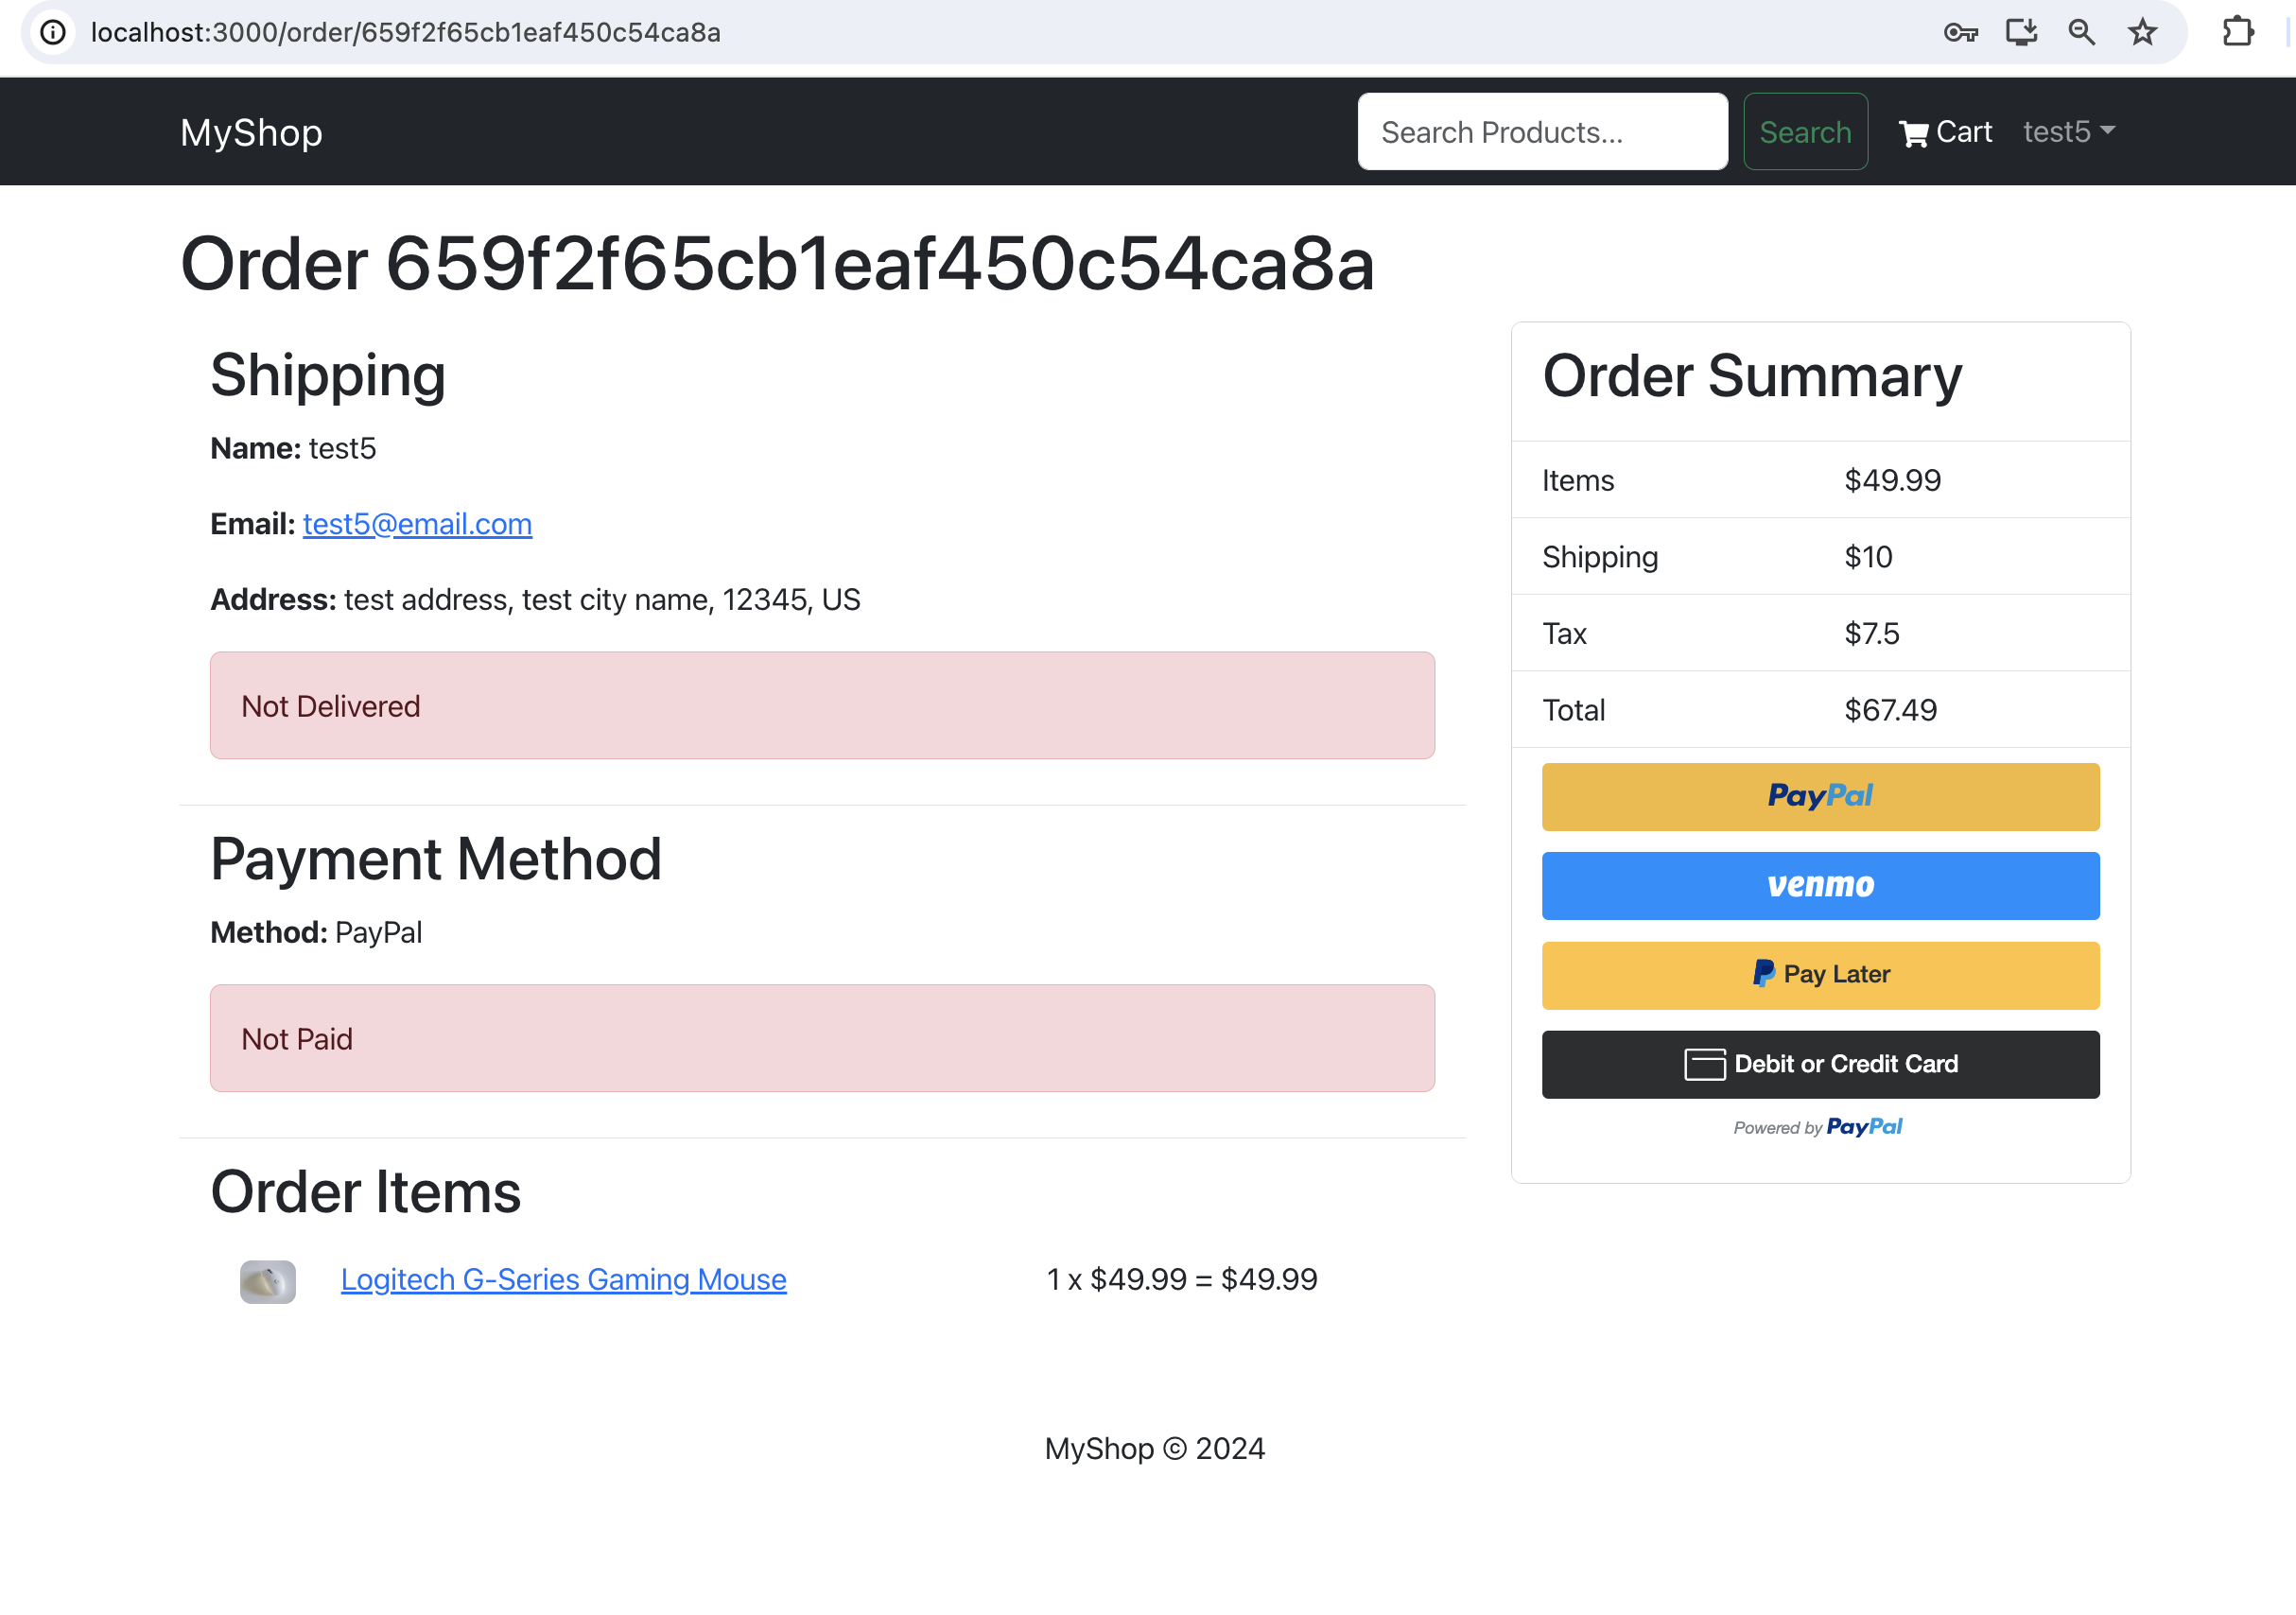 localhost:3000/order/659f2f65cb1eaf450c54ca8a
MyShop
Search Products...
Search
Cart
test5
Order 659f2f65cb1eaf450c54ca8a
Shipping
Name: test5
Email: test5@email.com
Address: test address, test city name, 12345, US
Not Delivered
Payment Method
Method: PayPal
Not Paid
Order Items
Logitech G-Series Gaming Mouse
1 x $49.99 = $49.99
Order Summary
Items $49.99
Shipping $10
Tax $7.5
Total $67.49
PayPal
venmo
Pay Later
Debit or Credit Card
Powered by PayPal
MyShop © 2024